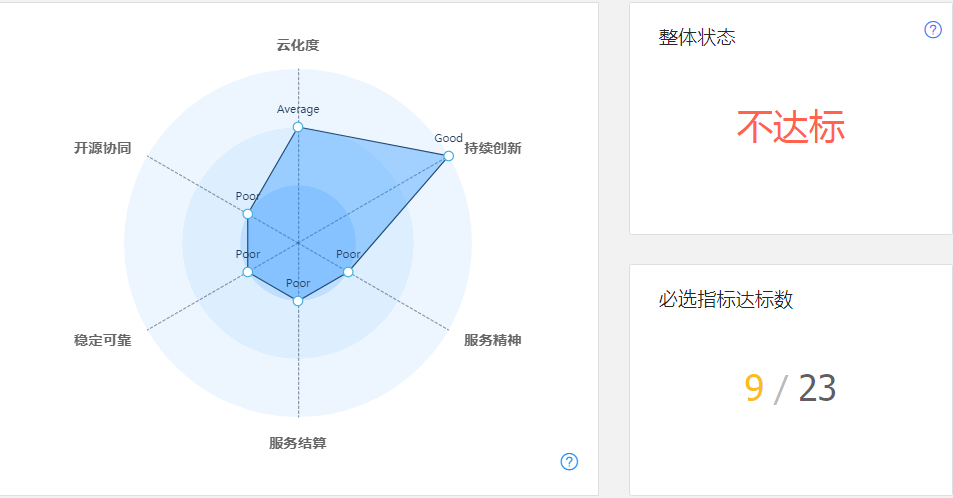 云化度
Average
Good
持续创新
开源协同
Poor
Poor
Poor
Poor
稳定可靠
服务精神
服务结算
?
整体状态
?
不达标
必选指标达标数
9 / 23